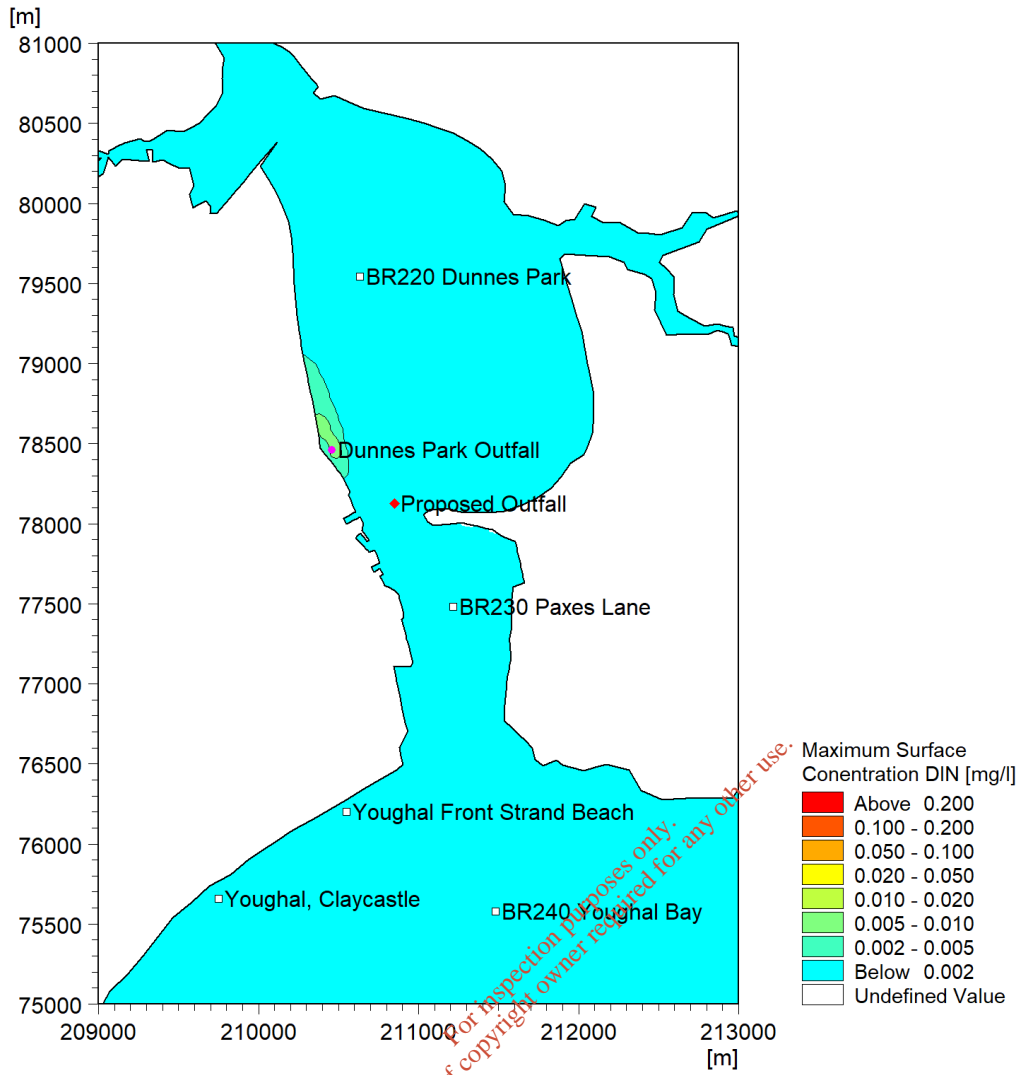 [m]
81000
80500
80000
79500
79000
78500
78000
77500
77000
76500
76000
75500
75000
209000
210000
211000
212000
213000
[m]
BR220 Dunnes Park
Dunnes Park Outfall
Proposed Outfall
BR230 Paxes Lane
Youghal Front Strand Beach
Youghal, Claycastle
BR240 Youghal Bay
For inspection purposes only.
f copyright owner required for any other use.
Maximum Surface
Conentration DIN [mg/l]
Above 0.200
0.100 - 0.200
0.050 - 0.100
0.020 - 0.050
0.010 - 0.020
0.005 - 0.010
0.002 - 0.005
Below 0.002
Undefined Value